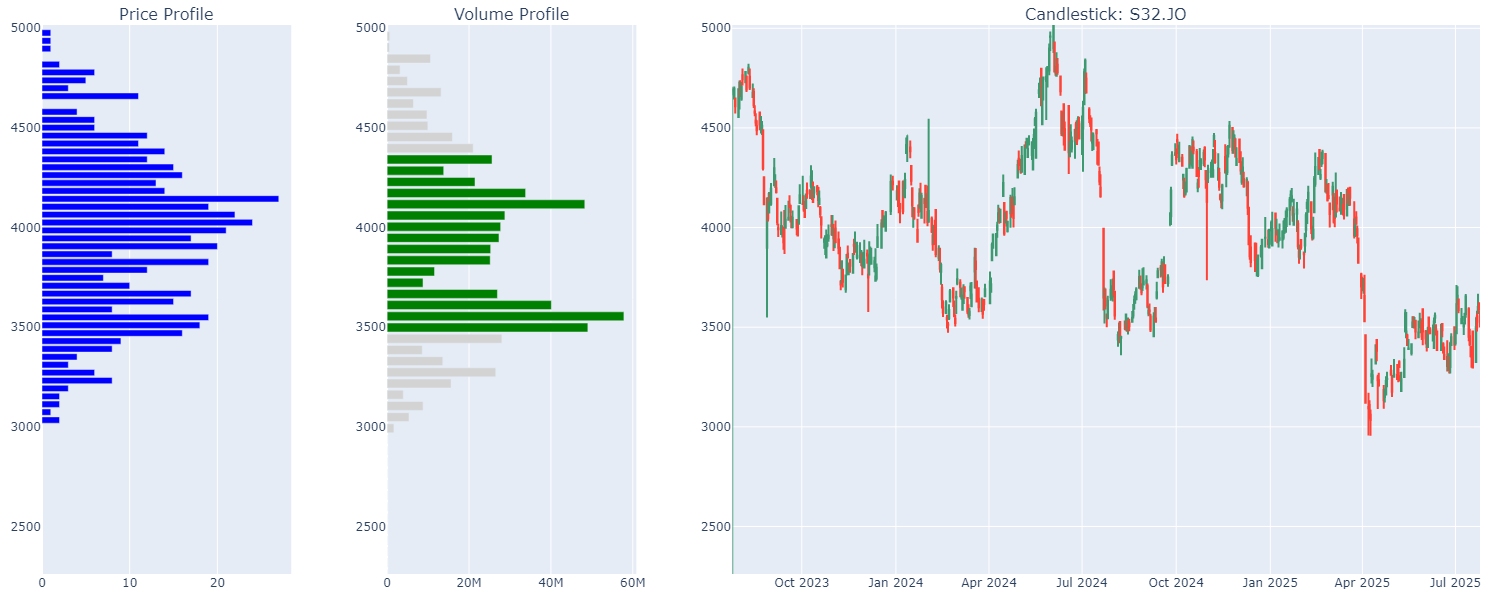 Price Profile
Volume Profile
Candlestick: S32.JO
5000
4500
4000
3500
3000
2500
0
10
20
5000
4500
4000
3500
3000
2500
0
20M
40M
60M
5000
4500
4000
3500
3000
2500
Oct 2023
Jan 2024
Apr 2024
Jul 2024
Oct 2024
Jan 2025
Apr 2025
Jul 2025